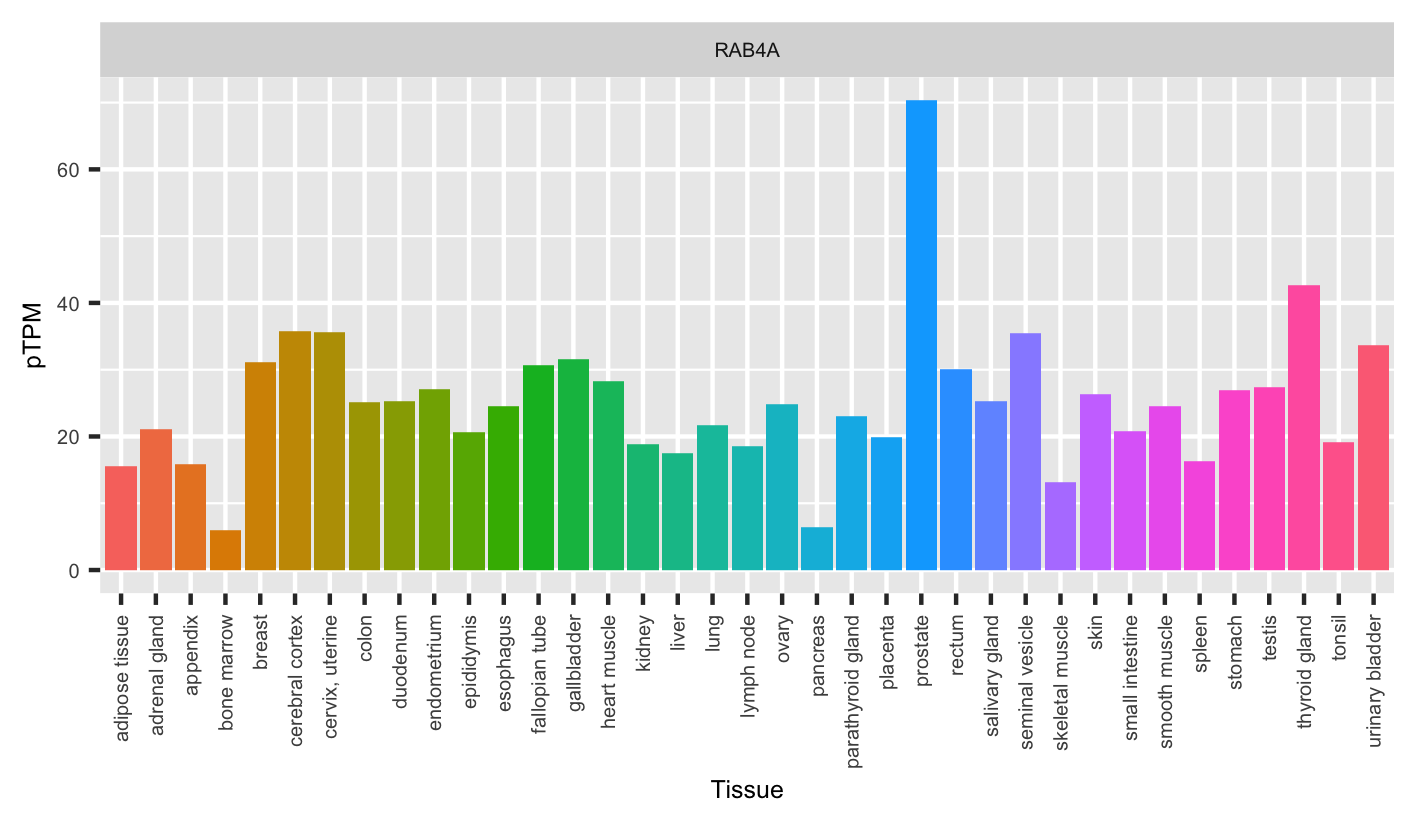 RAB4A
pTPM
60
40
20
0
adipose tissue
adrenal gland
appendix
bone marrow
breast
cerebral cortex
cervix, uterine
colon
duodenum
endometrium
epididymis
esophagus
fallopian tube
gallbladder
heart muscle
kidney
liver
lung
lymph node
ovary
pancreas
parathyroid gland
placenta
prostate
rectum
salivary gland
seminal vesicle
skeletal muscle
skin
small intestine
smooth muscle
spleen
stomach
testis
thyroid gland
tonsil
urinary bladder
Tissue